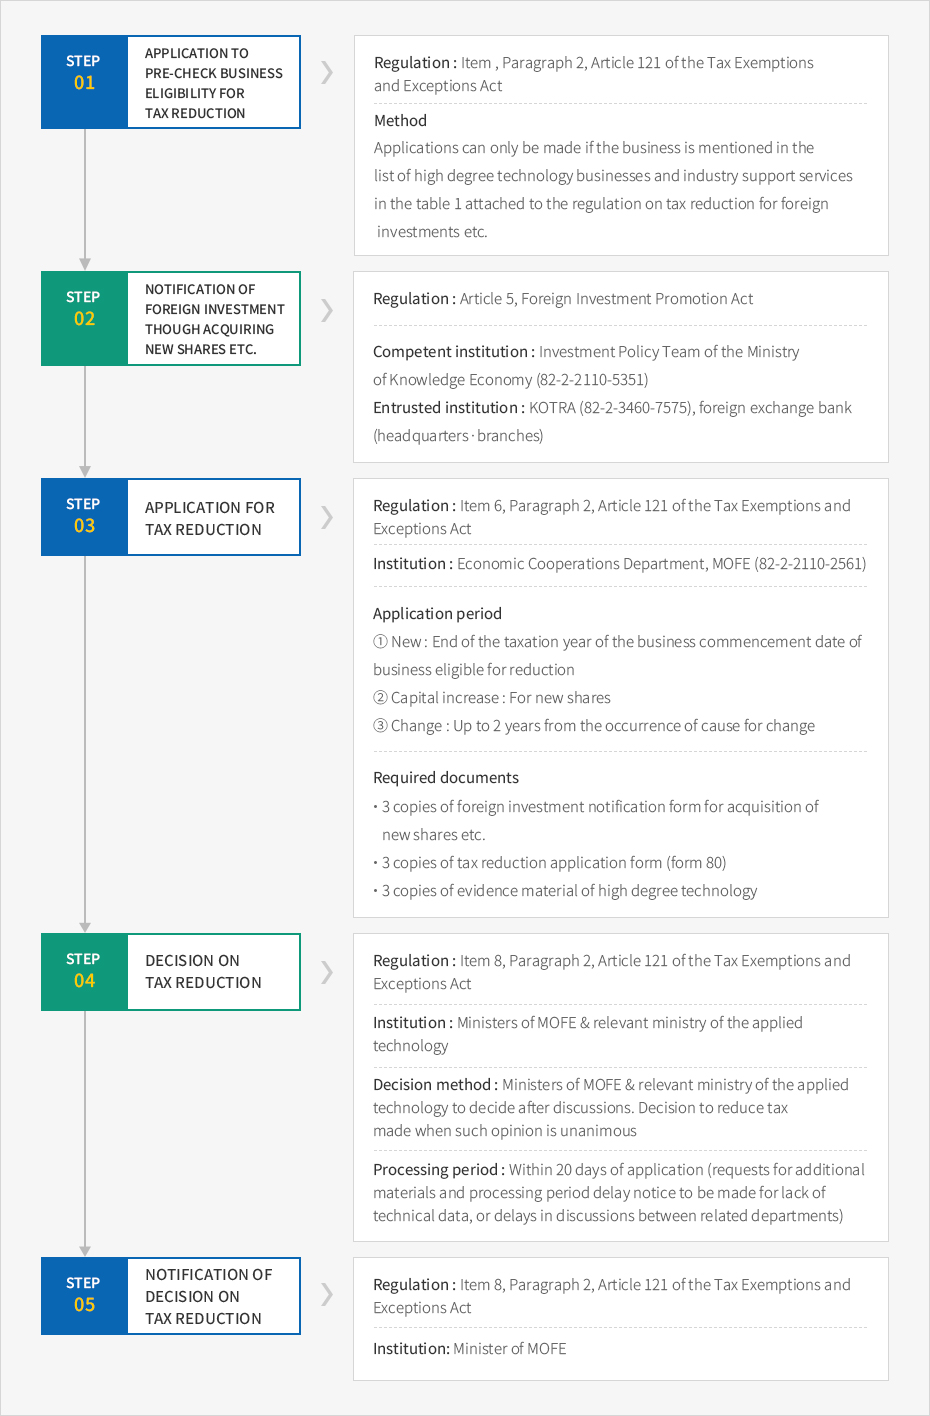 STEP
01
APPLICATION TO
PRE-CHECK BUSINESS
ELIGIBILITY FOR
TAX REDUCTION
Regulation : Item , Paragraph 2, Article 121 of the Tax Exemptions
and Exceptions Act
Method
Applications can only be made if the business is mentioned in the
list of high degree technology businesses and industry support services
in the table 1 attached to the regulation on tax reduction for foreign
investments etc.
STEP
02
NOTIFICATION OF
FOREIGN INVESTMENT
THOUGH ACQUIRING
NEW SHARES ETC.
Regulation : Article 5, Foreign Investment Promotion Act
Competent institution : Investment Policy Team of the Ministry
of Knowledge Economy (82-2-2110-5351)
Entrusted institution : KOTRA (82-2-3460-7575), foreign exchange bank
(headquarters · branches)
STEP
03
APPLICATION FOR
TAX REDUCTION
Regulation : Item 6, Paragraph 2, Article 121 of the Tax Exemptions and
Exceptions Act
Institution : Economic Cooperations Department, MOFE (82-2-2110-2561)
Application period
① New : End of the taxation year of the business commencement date of
business eligible for reduction
② Capital increase : For new shares
③ Change : Up to 2 years from the occurrence of cause for change
Required documents
· 3 copies of foreign investment notification form for acquisition of
new shares etc.
· 3 copies of tax reduction application form (form 80)
· 3 copies of evidence material of high degree technology
STEP
04
DECISION ON
TAX REDUCTION
Regulation : Item 8, Paragraph 2, Article 121 of the Tax Exemptions and
Exceptions Act
Institution : Ministers of MOFE & relevant ministry of the applied
technology
Decision method : Ministers of MOFE & relevant ministry of the applied
technology to decide after discussions. Decision to reduce tax
made when such opinion is unanimous
Processing period : Within 20 days of application (requests for additional
materials and processing period delay notice to be made for lack of
technical data, or delays in discussions between related departments)
STEP
05
NOTIFICATION OF
DECISION ON
TAX REDUCTION
Regulation : Item 8, Paragraph 2, Article 121 of the Tax Exemptions and
Exceptions Act
Institution: Minister of MOFE